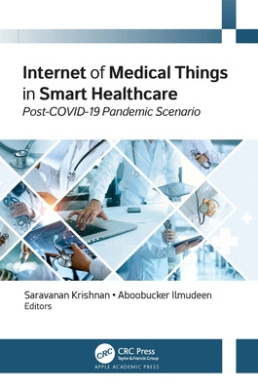 Internet of Medical Things
in Smart Healthcare
Post-COVID-19 Pandemic Scenario
Saravanan Krishnan • Aboobucker Ilmudeen
Editors
CRC
CRC Press
Taylor & Francis Group
APPLE ACADEMIC PRESS